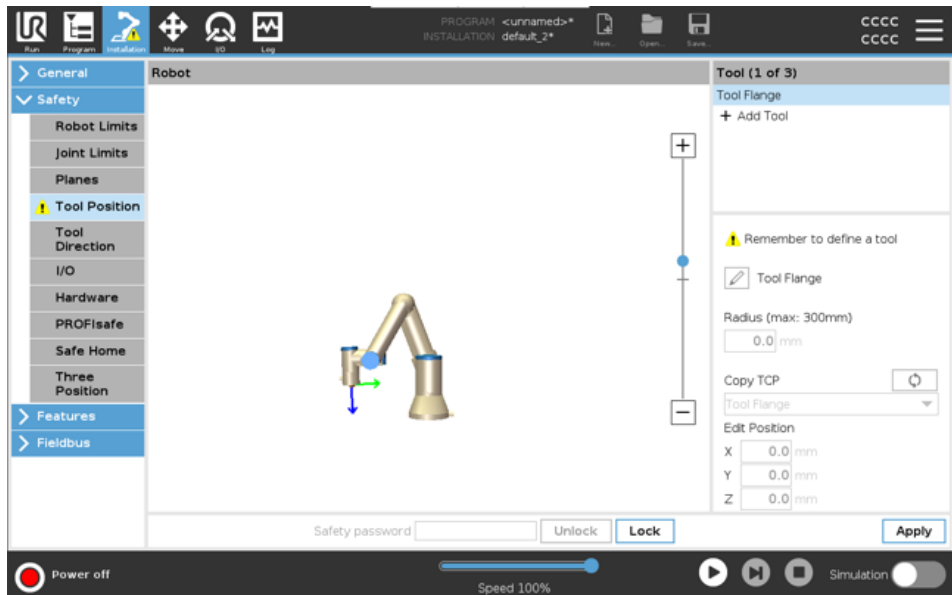 PROGRAM <unnamed>*
INSTALLATION default_2*
CCCC
CCCC
UR
Run
Program
Installation
Move
I/O
Log
New...
Open...
Save...
General
Safety
Robot Limits
Joint Limits
Planes
Tool Position
Tool
Direction
I/O
Hardware
PROFIsafe
Safe Home
Three
Position
Features
Fieldbus
Robot
Tool (1 of 3)
Tool Flange
+ Add Tool
Remember to define a tool
Tool Flange
Radius (max: 300mm)
0.0 mm
Copy TCP
Tool Flange
Edit Position
X 0.0 mm
Y 0.0 mm
Z 0.0 mm
Safety password
Unlock
Lock
Apply
Power off
Speed 100%
Simulation